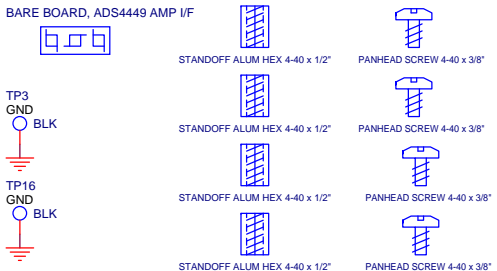 BARE BOARD, ADS4449 AMP I/F
STANDOFF ALUM HEX 4-40 x 1/2" PANHEAD SCREW 4-40 x 3/8"
TP3
GND
BLK
STANDOFF ALUM HEX 4-40 x 1/2" PANHEAD SCREW 4-40 x 3/8"
TP16
GND
STANDOFF ALUM HEX 4-40 x 1/2" PANHEAD SCREW 4-40 x 3/8"
BLK
STANDOFF ALUM HEX 4-40 x 1/2" PANHEAD SCREW 4-40 x 3/8"